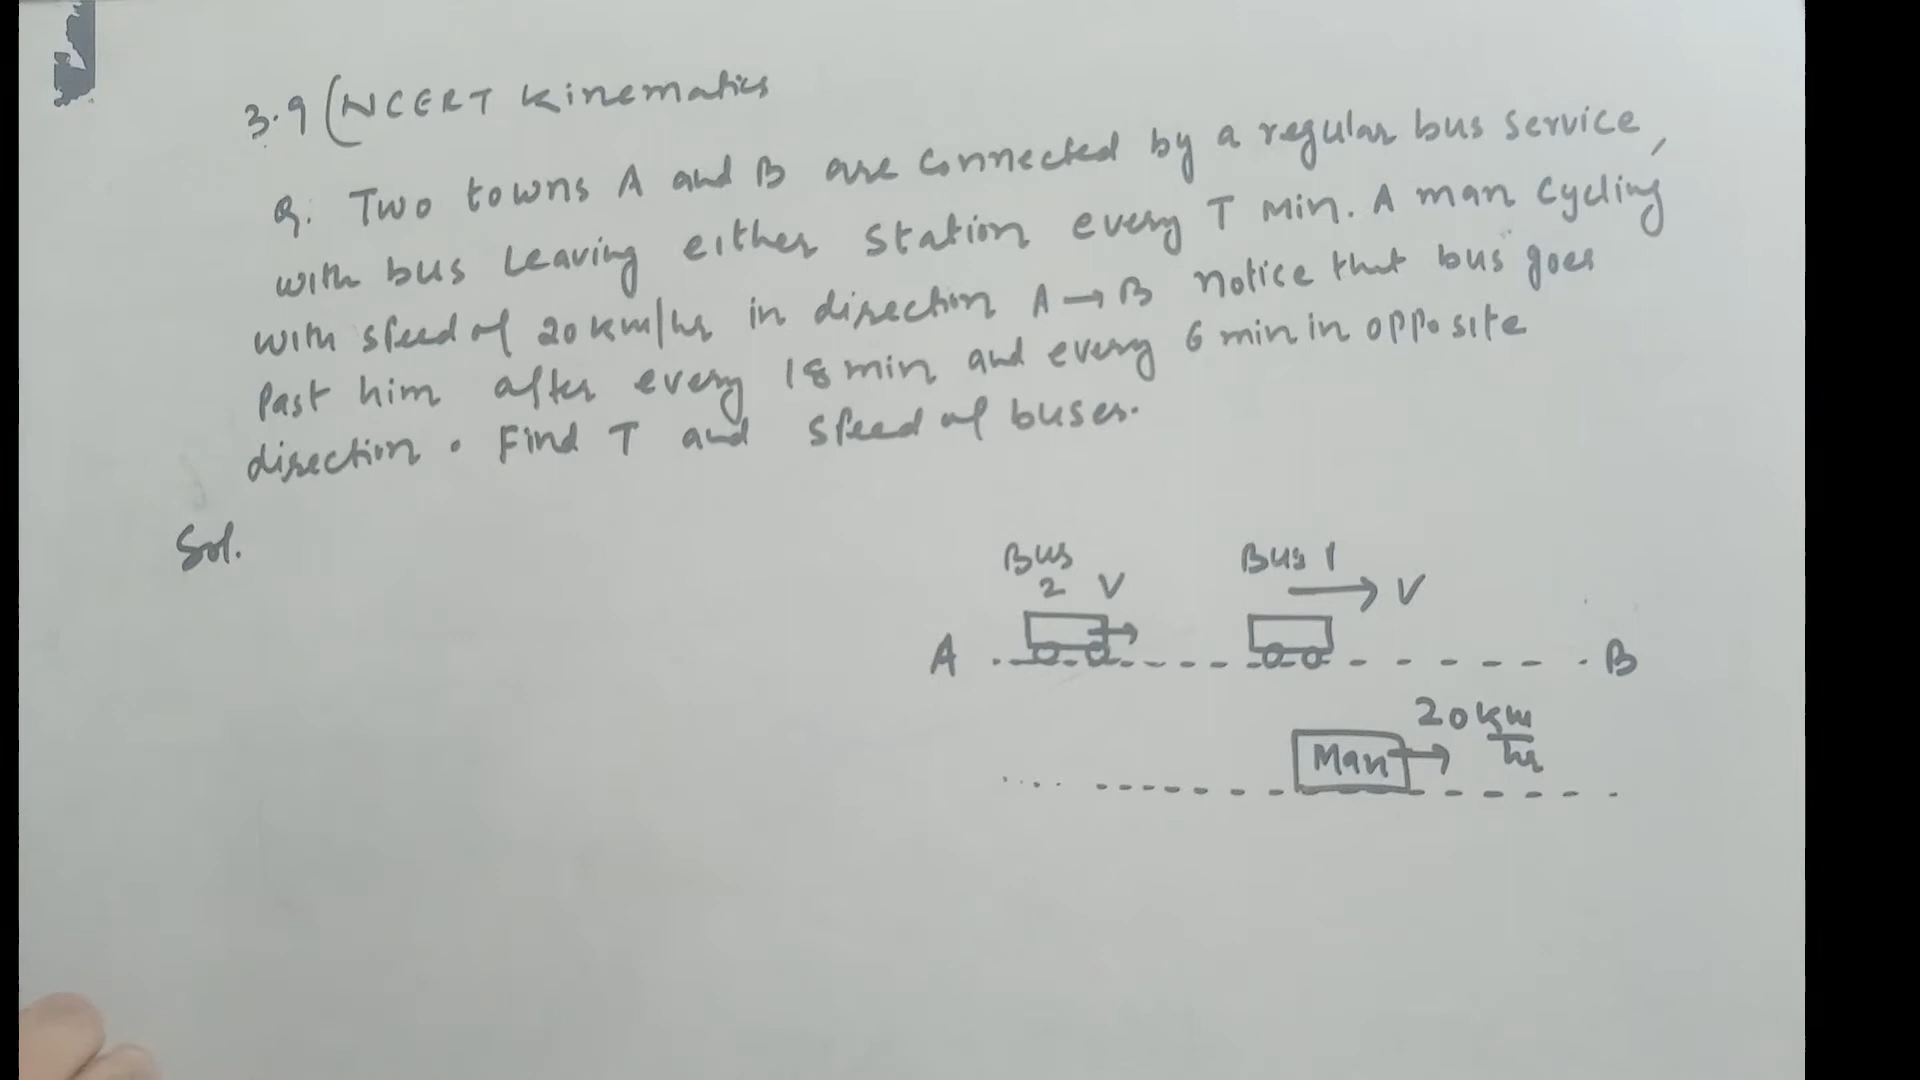 3.9 (NCERT Kinematics
Q. Two towns A and B are connected by a regular bus service,
with bus leaving either station every T min. A man cycling
with speed of 20 km/hr in direction A→B notice that bus goes
past him after every 18 min and every 6 min in opposite
direction. Find T and speed of buses.
Sol.
Bus 2 V
Bus 1 V
A B
20 km/hr
Man